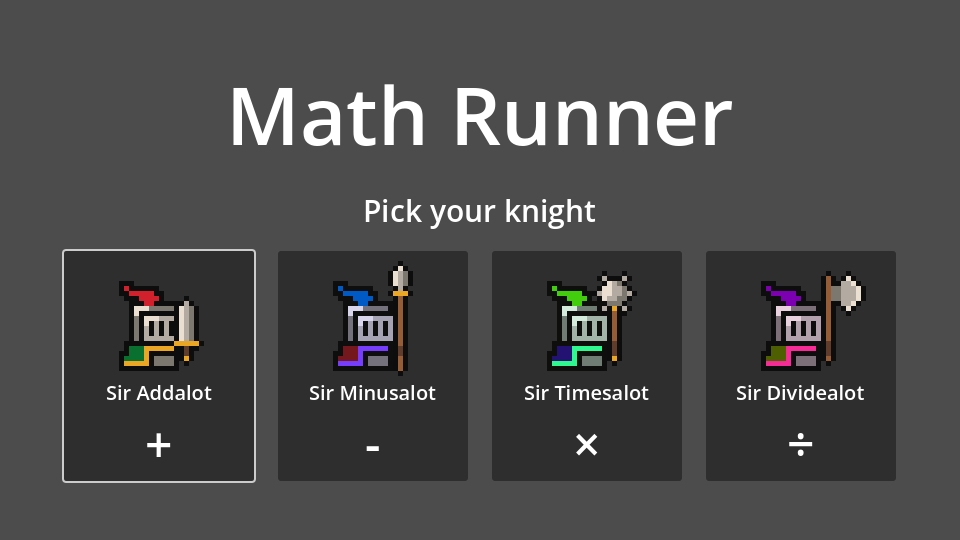 Math Runner
Pick your knight
Sir Addalot
+
Sir Minusalot
-
Sir Timesalot
×
Sir Dividealot
÷